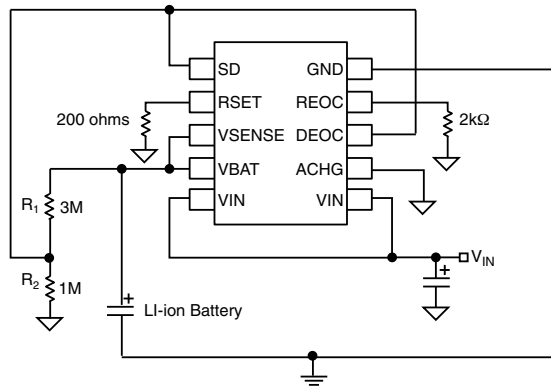 SD GND
200 ohms RSET REOC 2kΩ
VSENSE DEOC
VBAT ACHG
R1 3M VIN VIN
VIN
R2 1M + LI-ion Battery +